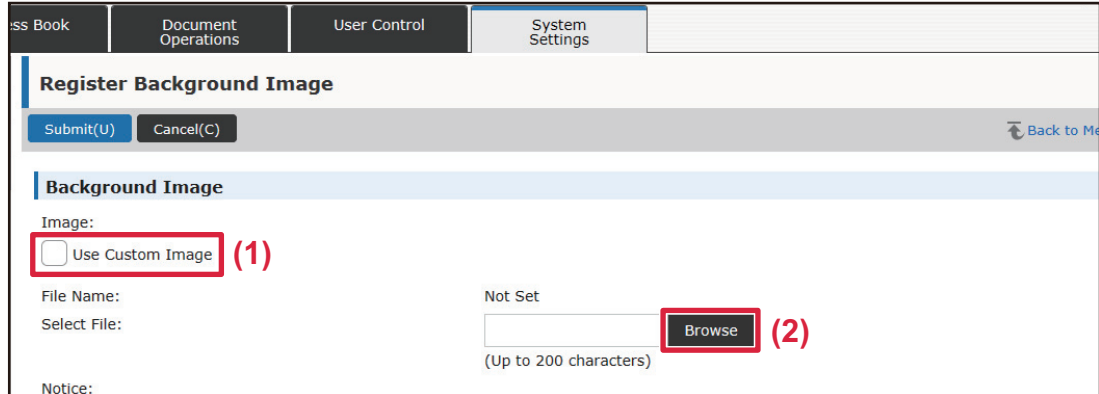 ess Book
Document
Operations
User Control
System
Settings
Register Background Image
Submit(U) Cancel(C) Back to Me
Background Image
Image:
Use Custom Image (1)
File Name: Not Set
Select File: Browse (2)
(Up to 200 characters)
Notice: